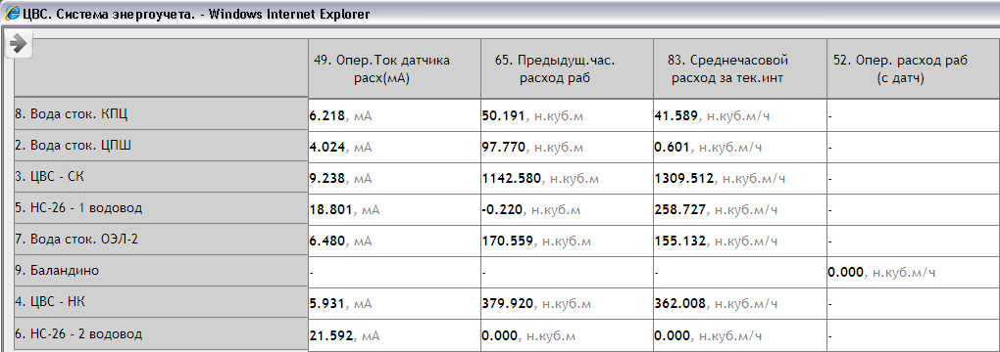 ЦВС. Система энергоучета. - Windows Internet Explorer
49. Опер.Ток датчика расх(мА) 65. Предыдущ.час. расход раб 83. Среднечасовой расход за тек.инт 52. Опер. расход раб (с датч)
8. Вода сток. КПЦ 6.218, мА 50.191, н.куб.м 41.589, н.куб.м/ч -
2. Вода сток. ЦПШ 4.024, мА 97.770, н.куб.м 0.601, н.куб.м/ч -
3. ЦВС - СК 9.238, мА 1142.580, н.куб.м 1309.512, н.куб.м/ч -
5. НС-26 - 1 водовод 18.801, мА -0.220, н.куб.м 258.727, н.куб.м/ч -
7. Вода сток. ОЭЛ-2 6.480, мА 170.559, н.куб.м 155.132, н.куб.м/ч -
9. Баландино - - - 0.000, н.куб.м/ч
4. ЦВС - НК 5.931, мА 379.920, н.куб.м 362.008, н.куб.м/ч -
6. НС-26 - 2 водовод 21.592, мА 0.000, н.куб.м 0.000, н.куб.м/ч -